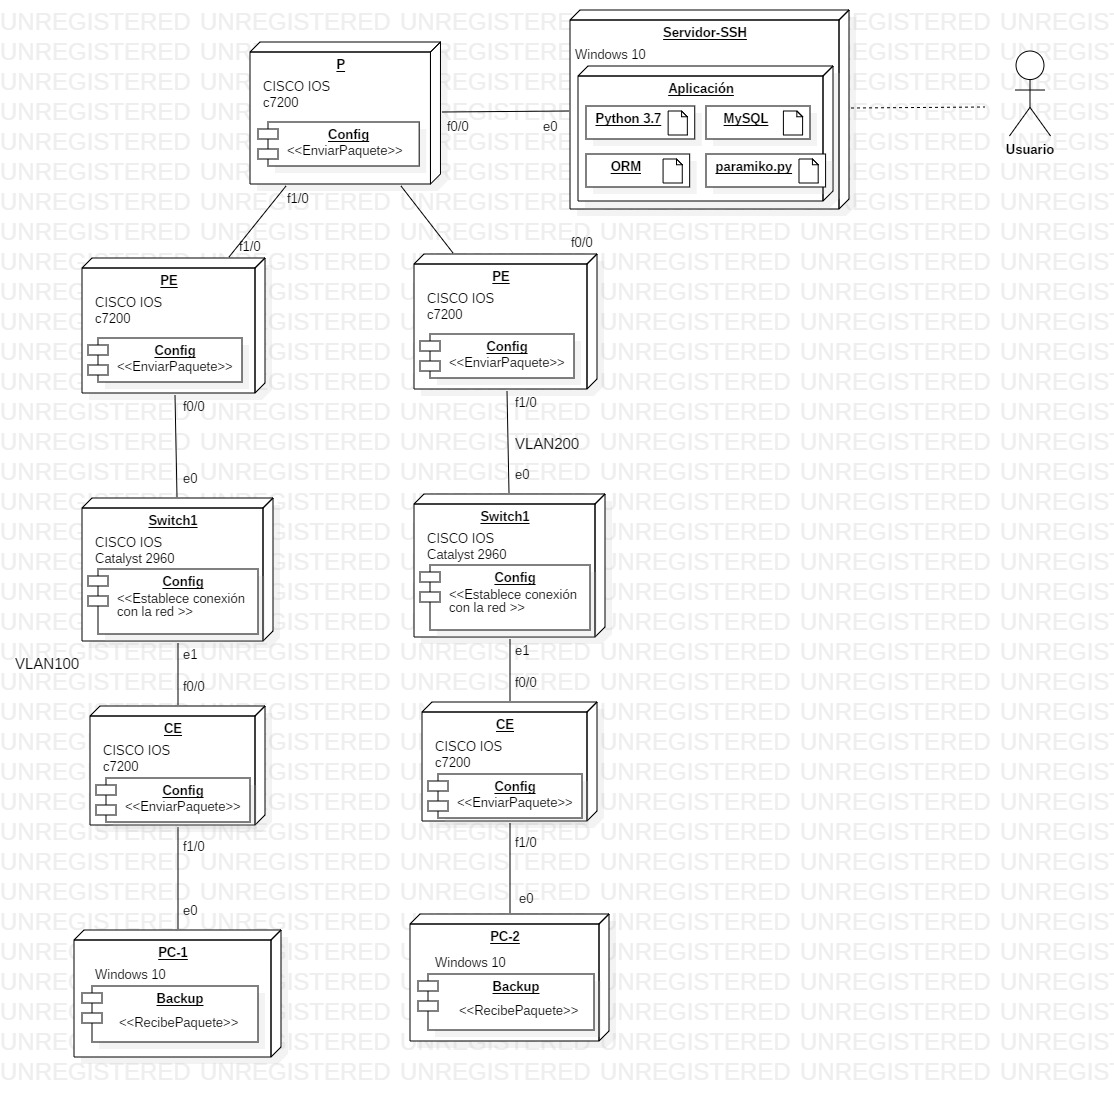 P
CISCO IOS
c7200
Config
<<EnviarPaquete>>
f0/0
e0
Servidor-SSH
Windows 10
Aplicación
Python 3.7
MySQL
ORM
paramiko.py
Usuario
f1/0
f1/0
f0/0
PE
CISCO IOS
c7200
Config
<<EnviarPaquete>>
f0/0
e0
PE
CISCO IOS
c7200
Config
<<EnviarPaquete>>
f1/0
VLAN200
e0
Switch1
CISCO IOS
Catalyst 2960
Config
<<Establece conexión
con la red >>
e1
VLAN100
f0/0
Switch1
CISCO IOS
Catalyst 2960
Config
<<Establece conexión
con la red >>
e1
f0/0
CE
CISCO IOS
c7200
Config
<<EnviarPaquete>>
f1/0
e0
CE
CISCO IOS
c7200
Config
<<EnviarPaquete>>
f1/0
e0
PC-1
Windows 10
Backup
<<RecibePaquete>>
PC-2
Windows 10
Backup
<<RecibePaquete>>
UNREGISTERED